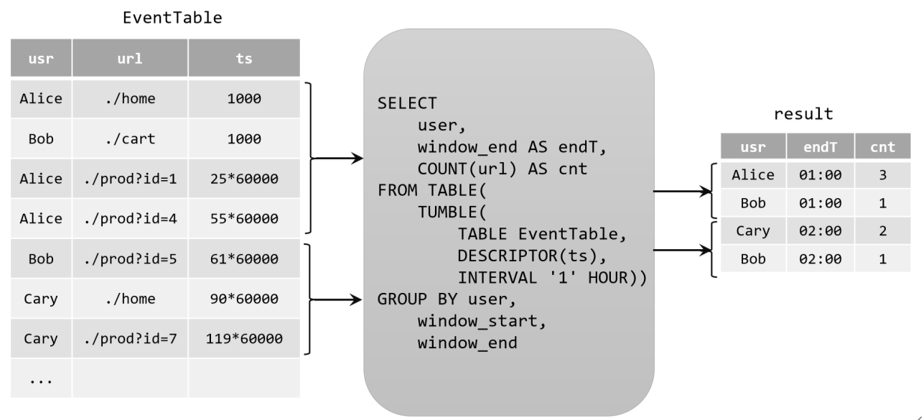 EventTable
usr url ts
Alice ./home 1000
Bob ./cart 1000
Alice ./prod?id=1 25*60000
Alice ./prod?id=4 55*60000
Bob ./prod?id=5 61*60000
Cary ./home 90*60000
Cary ./prod?id=7 119*60000
...
SELECT
user,
window_end AS endT,
COUNT(url) AS cnt
FROM TABLE(
TUMBLE(
TABLE EventTable,
DESCRIPTOR(ts),
INTERVAL '1' HOUR))
GROUP BY user,
window_start,
window_end
result
usr endT cnt
Alice 01:00 3
Bob 01:00 1
Cary 02:00 2
Bob 02:00 1